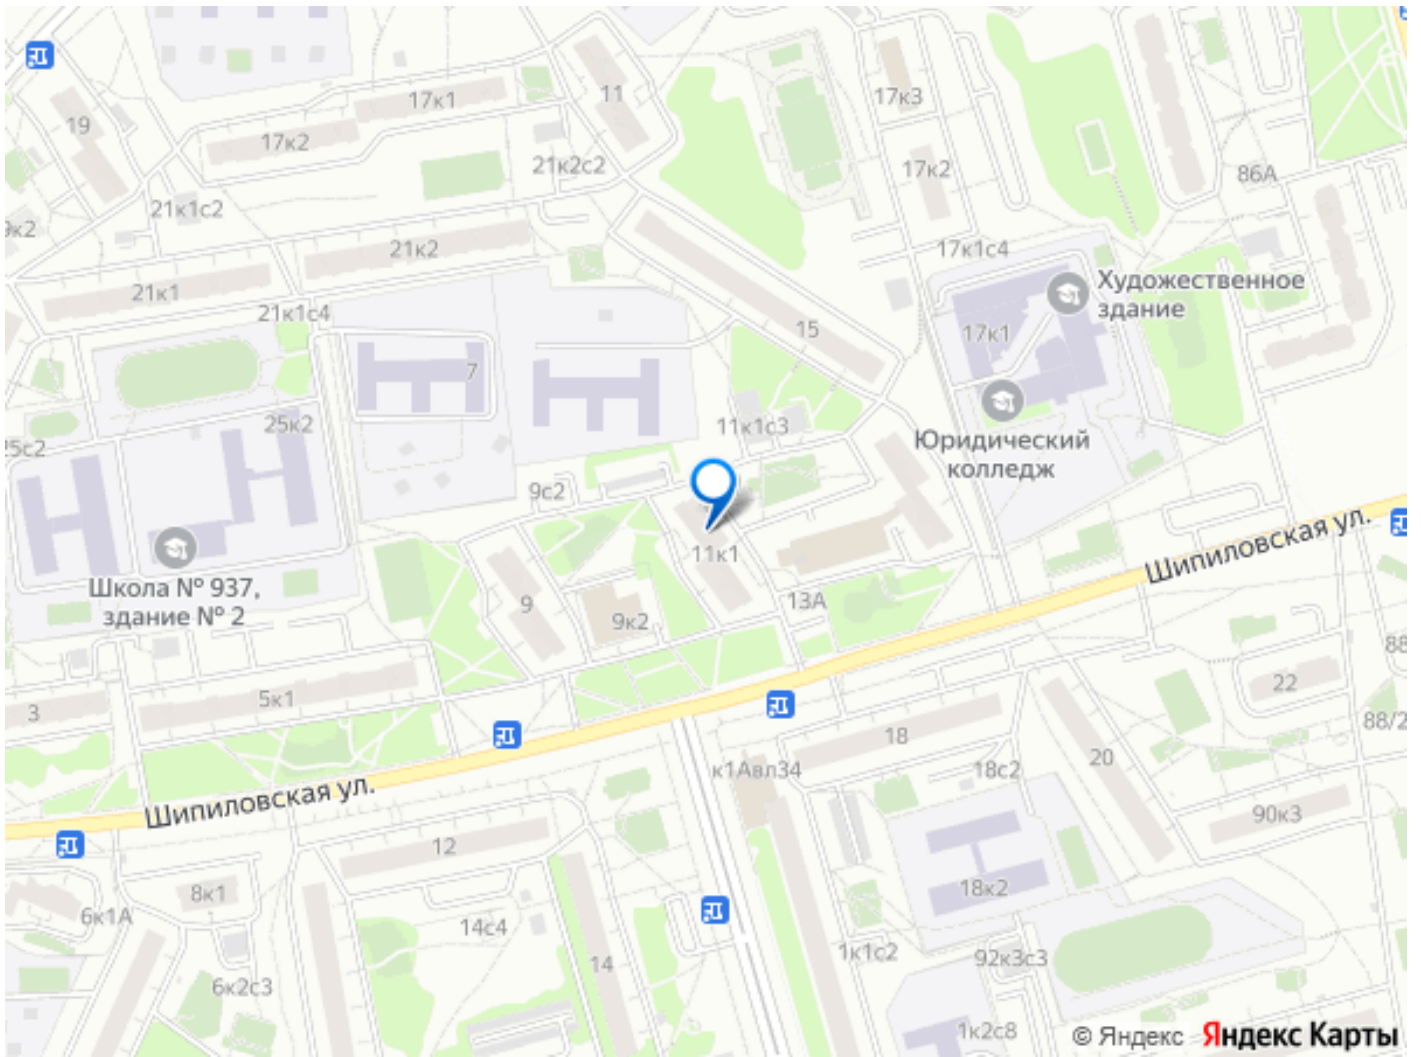 17к1
11
17к3
19
17к2
21к2с2
17к2
86А
21к1с2
9к2
21к2
17к1с4
21к1
Художественное
здание
21к1с4
15
17к1
7
25к2
11к1с3
Юридический
колледж
25с2
9с2
Шипиловская ул.
11к1
Школа № 937,
здание № 2
9
13А
9к2
88
22
5к1
3
88/2
18
20
к1Авл34
18с2
Шипиловская ул.
90к3
12
8к1
18к2
6к1А
14с4
1к1с2
92к3с3
14
6к2с3
1к2с8
© Яндекс Яндекс Карты